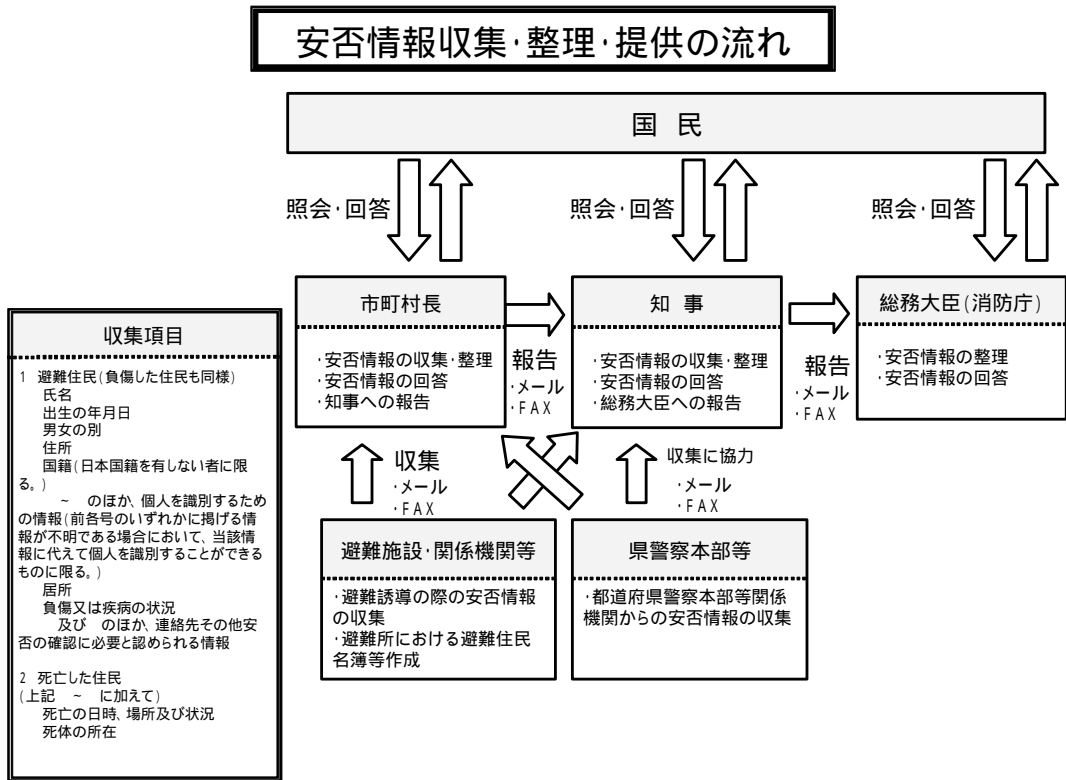 安否情報収集・整理・提供の流れ
国 民
照会・回答
照会・回答
照会・回答
市町村長
・安否情報の収集・整理
・安否情報の回答
・知事への報告
報告
・メール
・FAX
知 事
・安否情報の収集・整理
・安否情報の回答
・総務大臣への報告
報告
・メール
・FAX
総務大臣(消防庁)
・安否情報の整理
・安否情報の回答
収集項目
1 避難住民(負傷した住民も同様)
氏名
出生の年月日
男女の別
住所
国籍(日本国籍を有しない者に限
る。)
~ のほか、個人を識別するため
の情報(前各号のいずれかに掲げる情
報が不明である場合において、当該情
報に代えて個人を識別することができる
ものに限る。)
居所
負傷又は疾病の状況
及び のほか、連絡先その他安
否の確認に必要と認められる情報
2 死亡した住民
(上記 ~ に加えて)
死亡の日時、場所及び状況
死体の所在
収集
・メール
・FAX
収集に協力
・メール
・FAX
避難施設・関係機関等
・避難誘導の際の安否情報
の収集
・避難所における避難住民
名簿等作成
県警察本部等
・都道府県警察本部等関係
機関からの安否情報の収集